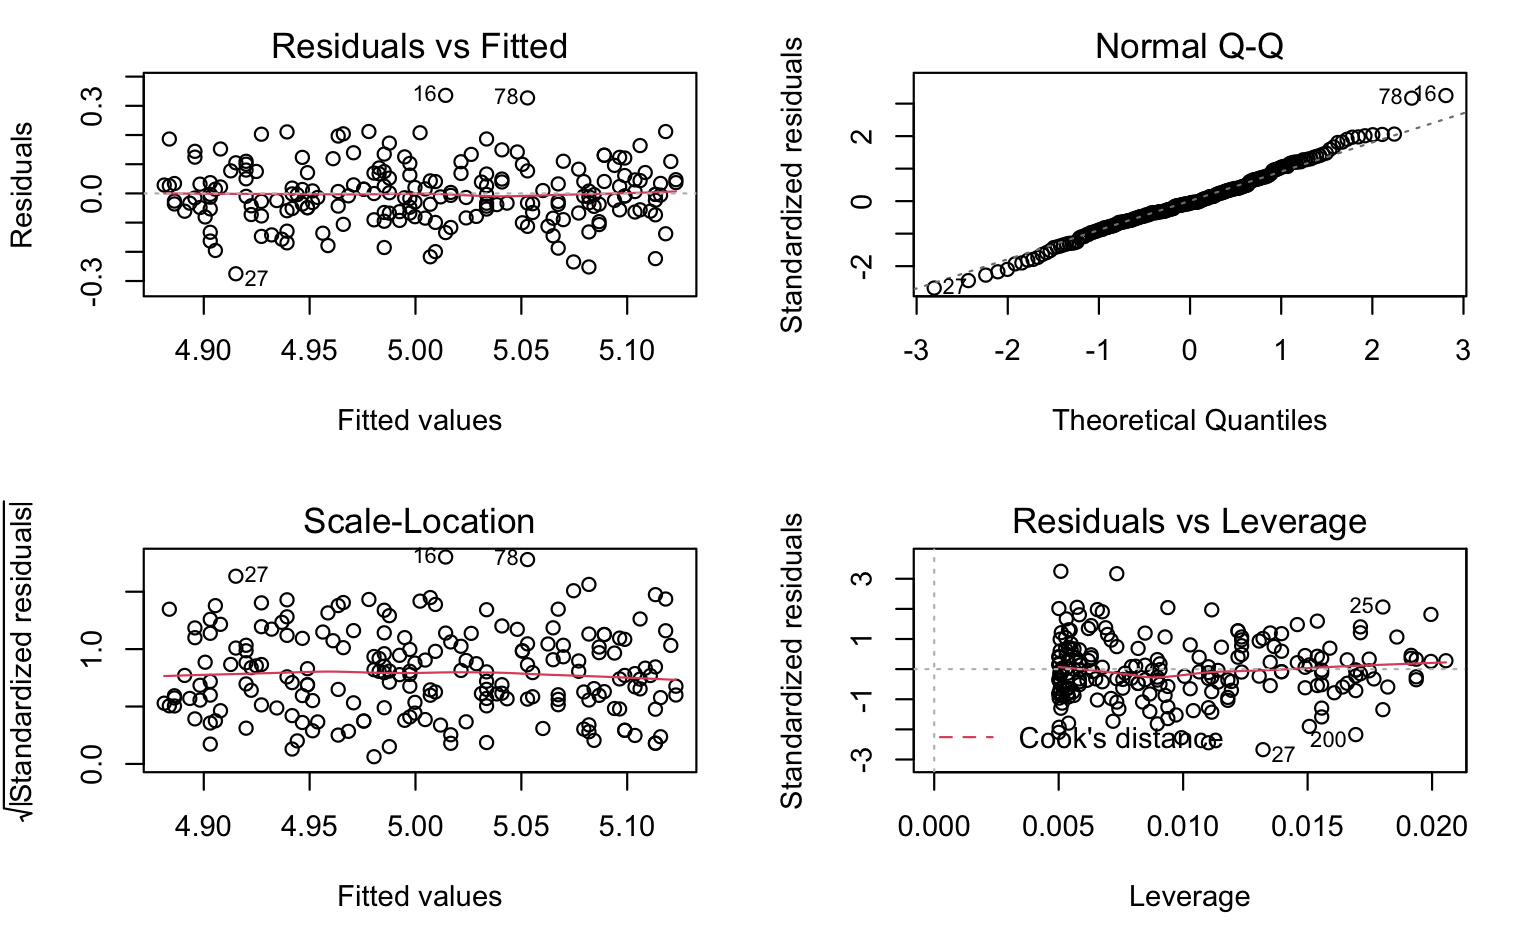 Residuals vs Fitted
Residuals
0.3
0.0
-0.3
16
78
27
4.90 4.95 5.00 5.05 5.10
Fitted values
Normal Q-Q
Standardized residuals
2
0
-2
78
16
27
-3 -2 -1 0 1 2 3
Theoretical Quantiles
Scale-Location
√|Standardized residuals|
1.0
0.0
27
16
78
4.90 4.95 5.00 5.05 5.10
Fitted values
Residuals vs Leverage
Standardized residuals
3
1
-1
-3
25
Cook's distance
200
27
0.000 0.005 0.010 0.015 0.020
Leverage